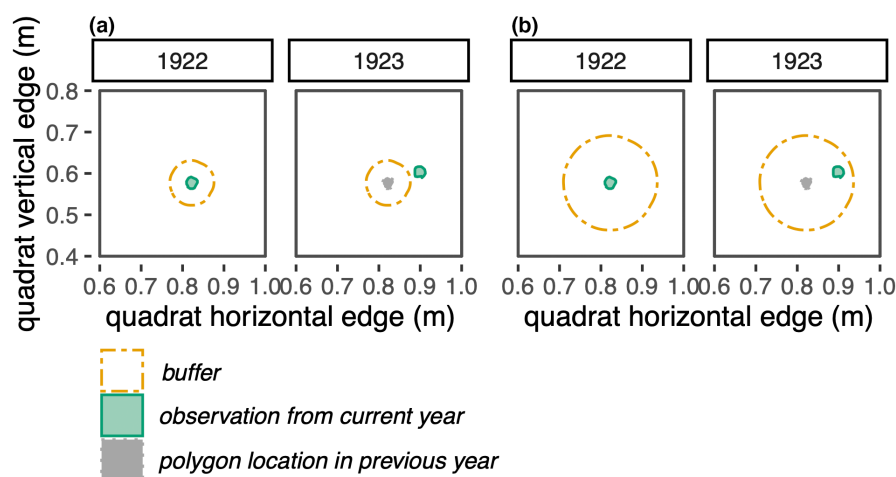 (a)
(b)
1922
1923
1922
1923
quadrat vertical edge (m)
0.8
0.7
0.6
0.5
0.4
0.6 0.7 0.8 0.9 1.0
0.6 0.7 0.8 0.9 1.0
0.6 0.7 0.8 0.9 1.0
0.6 0.7 0.8 0.9 1.0
quadrat horizontal edge (m)
quadrat horizontal edge (m)
buffer
observation from current year
polygon location in previous year